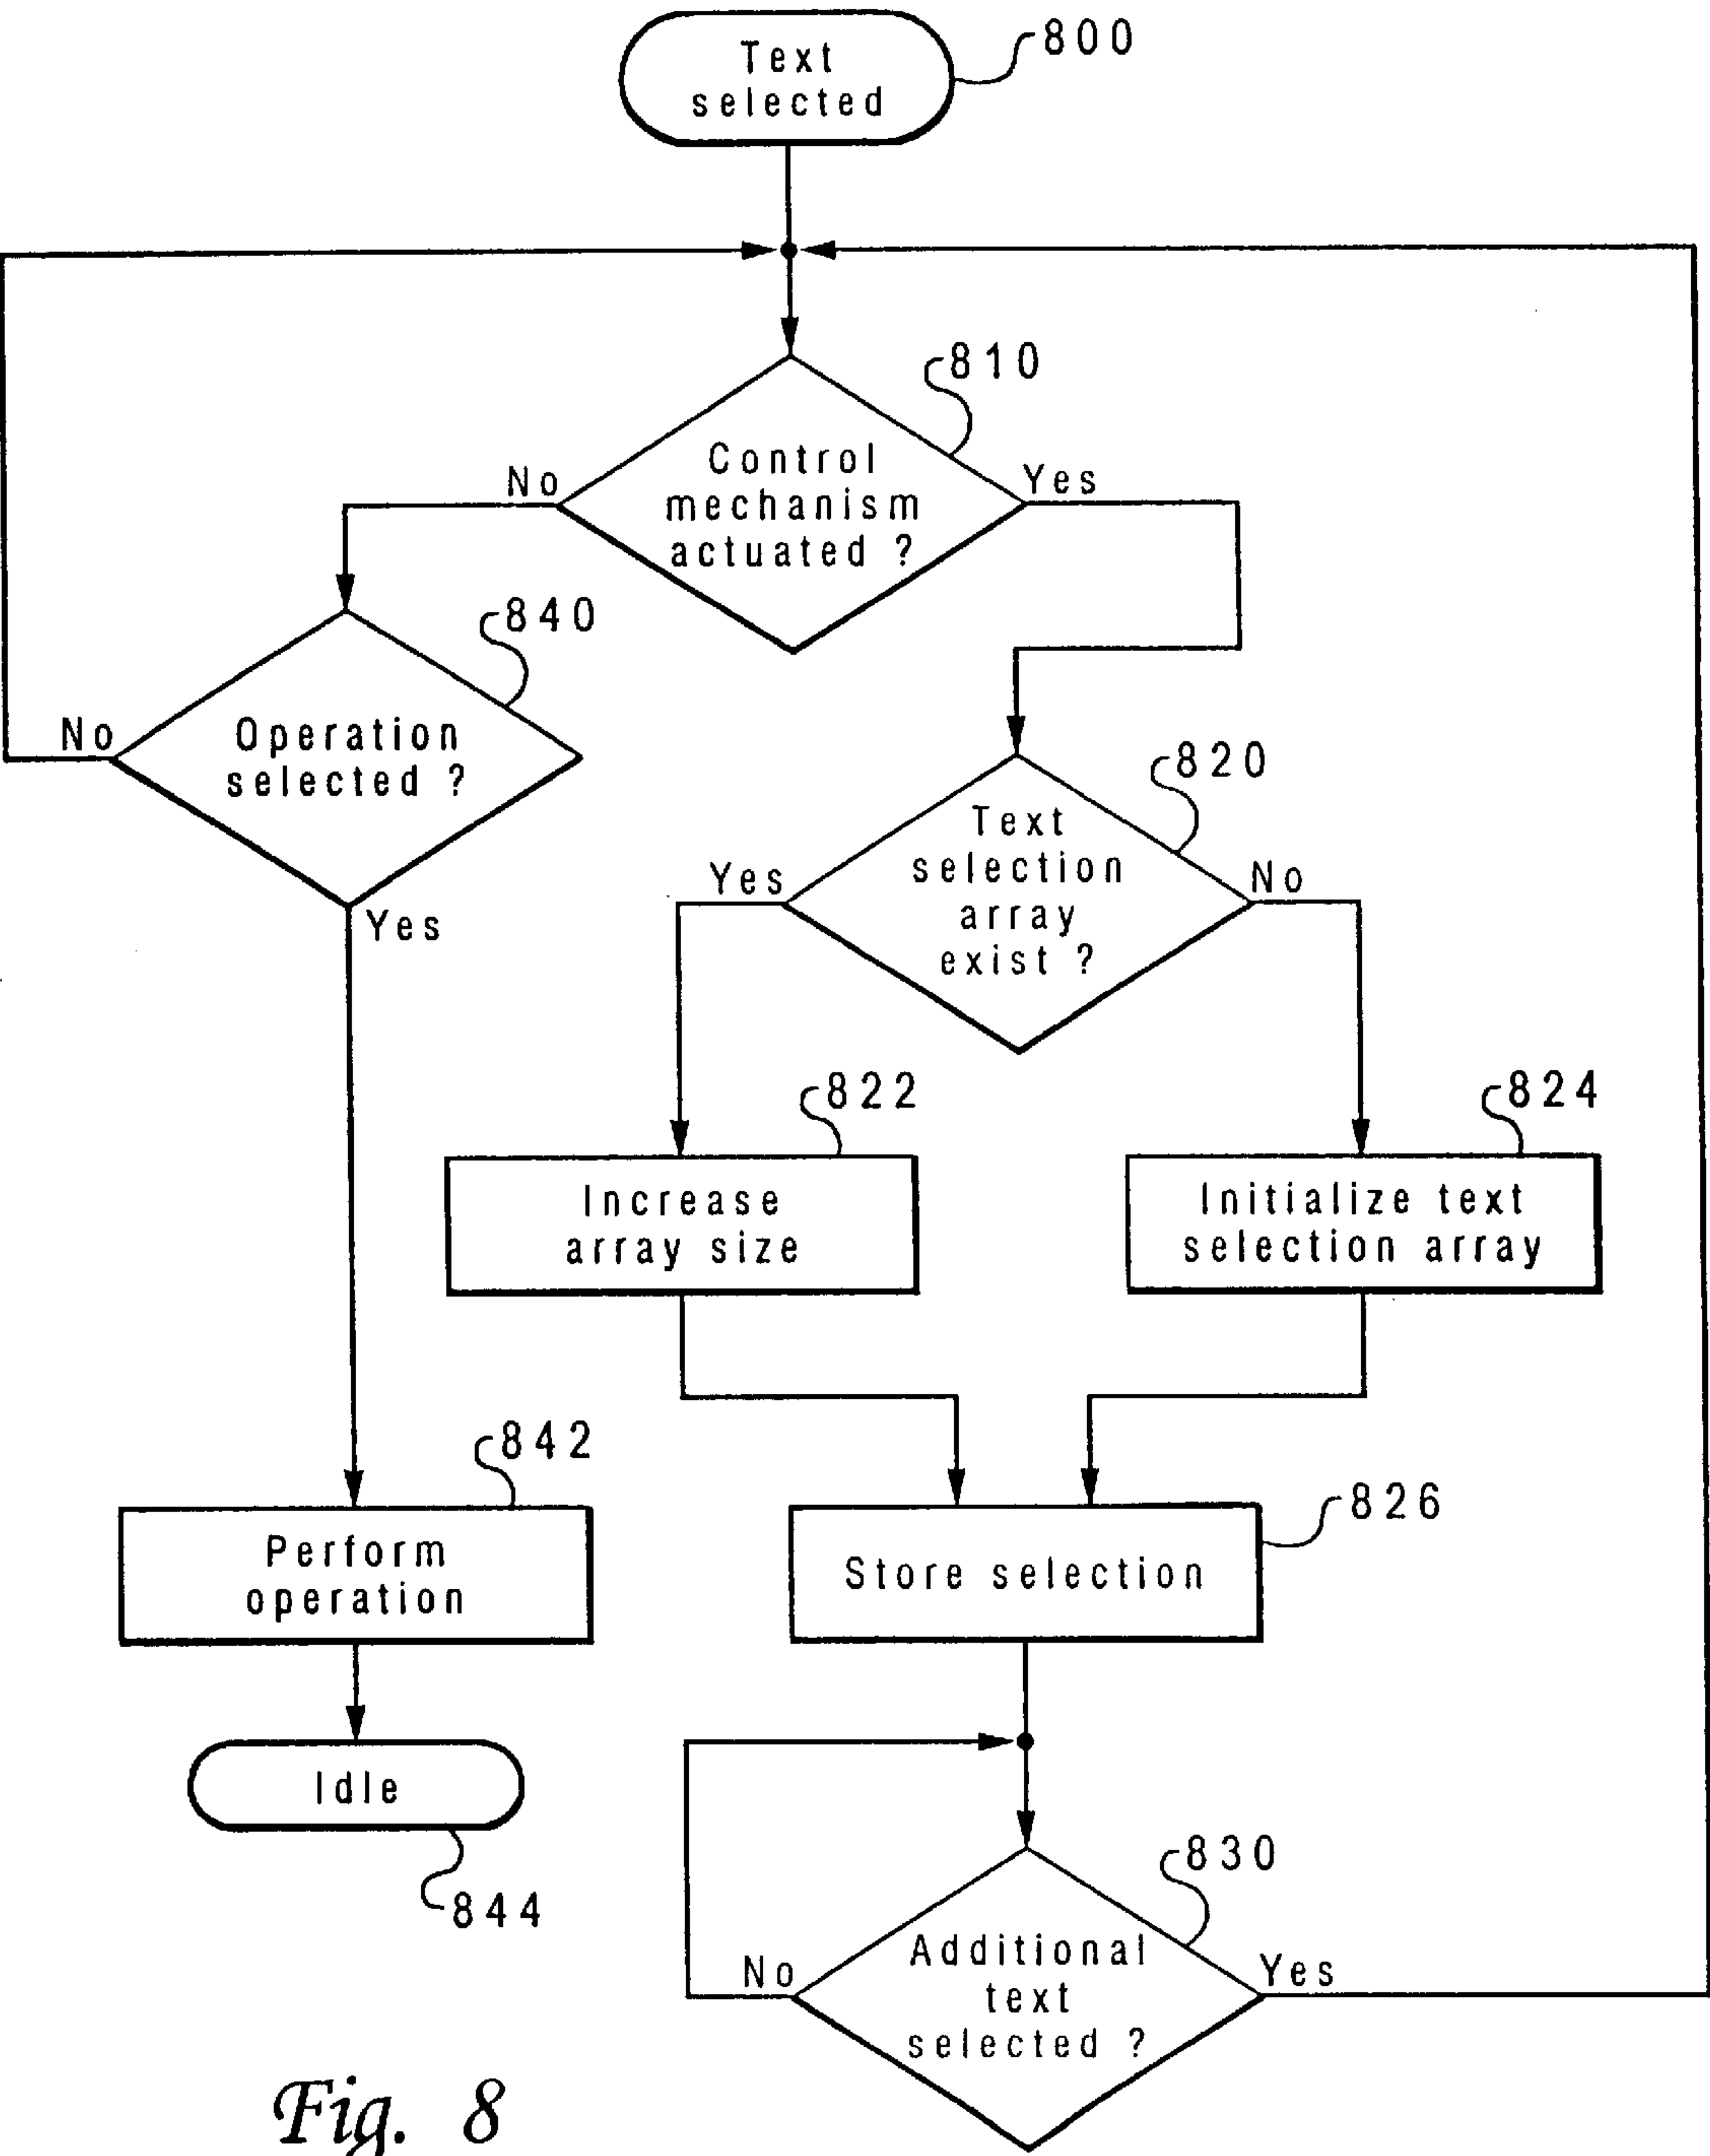 Text
selected
800
810
Control
mechanism
actuated ?
No
Yes
840
Operation
selected ?
No
Yes
820
Text
selection
array
exist ?
Yes
No
822
Increase
array size
824
Initialize text
selection array
842
Perform
operation
826
Store selection
Idle
844
830
Additional
text
selected ?
No
Yes
Fig. 8